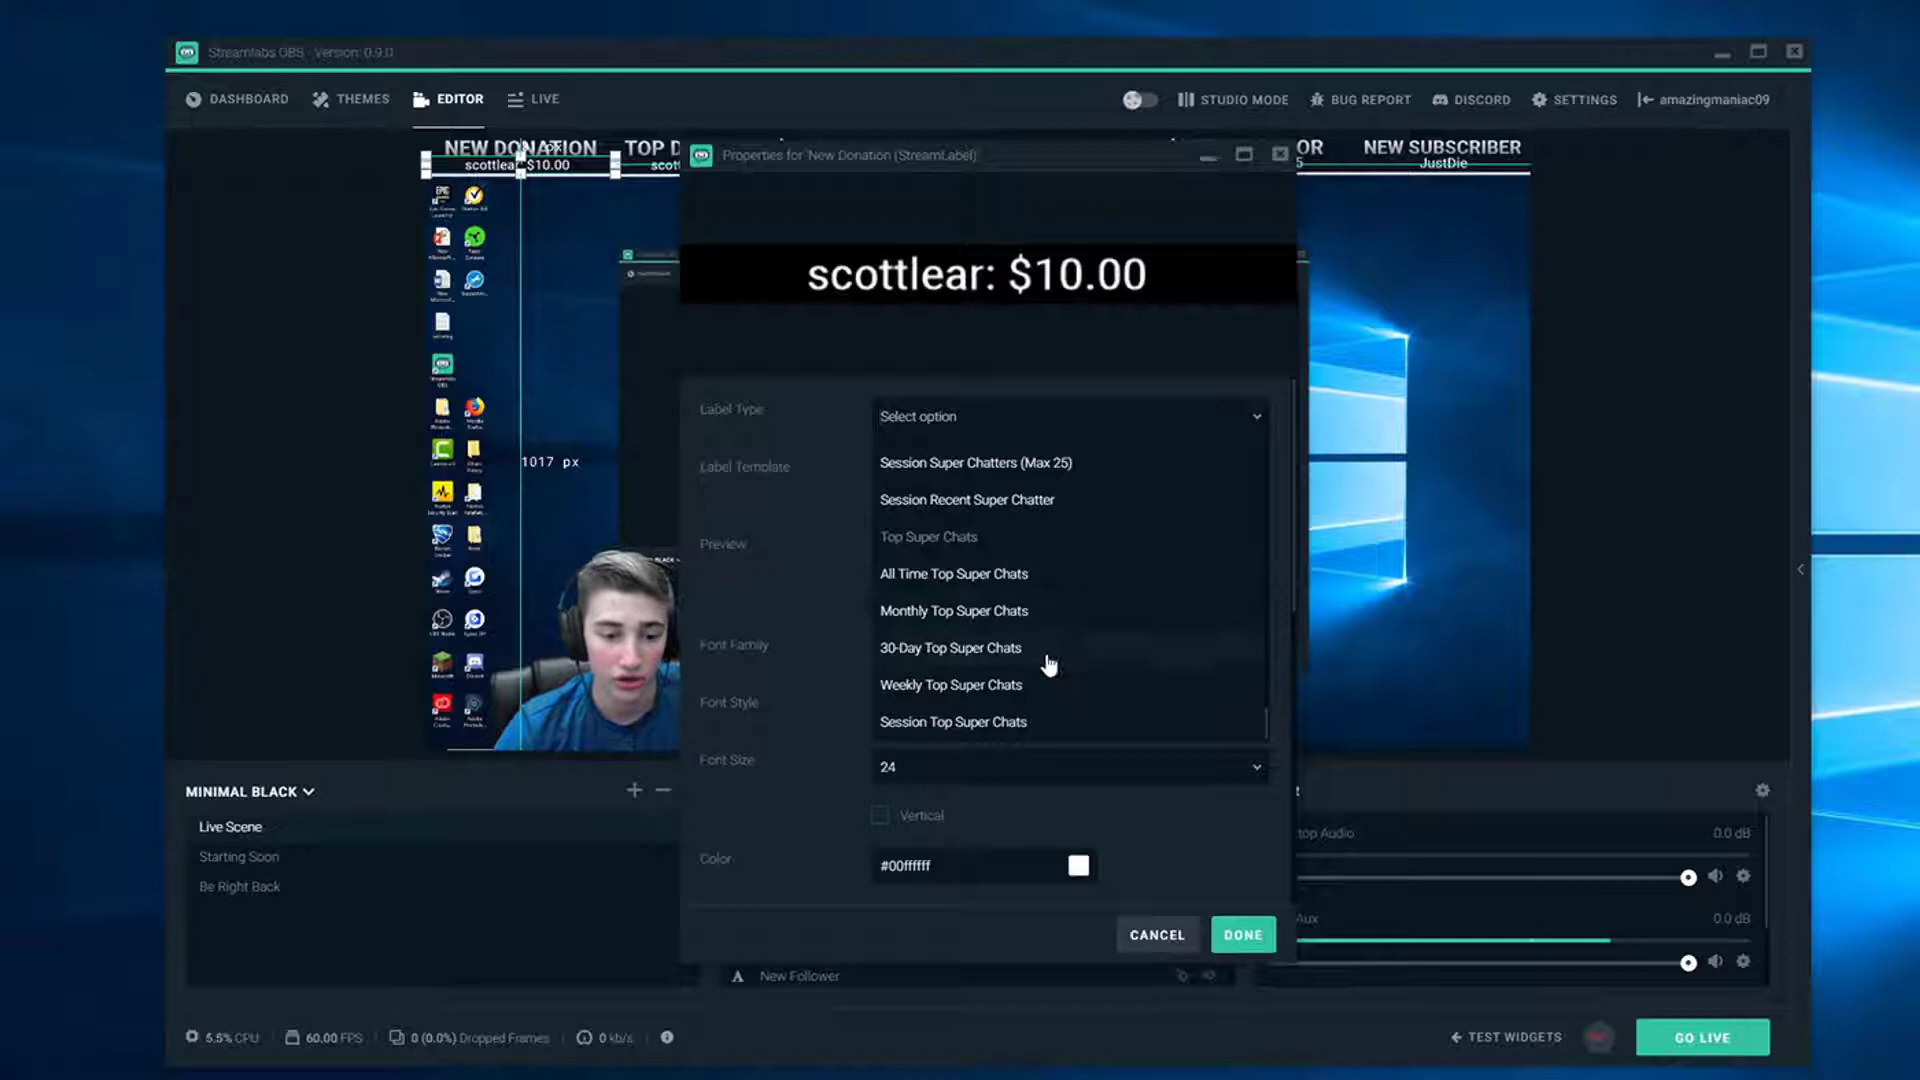 Streamlabs OBS - Version: 0.9.0
DASHBOARD
THEMES
EDITOR
LIVE
STUDIO MODE
BUG REPORT
DISCORD
SETTINGS
amazingmaniac09
NEW DONATION
TOP D
OR
NEW SUBSCRIBER
scottlear: $10.00
scott
5
JustDie
Properties for 'New Donation (StreamLabel)
scottlear: $10.00
1017 px
Label Type
Select option
Label Template
Session Super Chatters (Max 25)
Session Recent Super Chatter
Top Super Chats
Preview
All Time Top Super Chats
Monthly Top Super Chats
Font Family
30-Day Top Super Chats
Weekly Top Super Chats
Font Style
Session Top Super Chats
Font Size
24
Vertical
Color
#00ffffff
CANCEL
DONE
MINIMAL BLACK
Live Scene
Starting Soon
Be Right Back
New Follower
top Audio
0.0 dB
Aux
0.0 dB
5.5% CPU
60.00 FPS
0 (0.0%) Dropped Frames
0 kb/s
TEST WIDGETS
GO LIVE